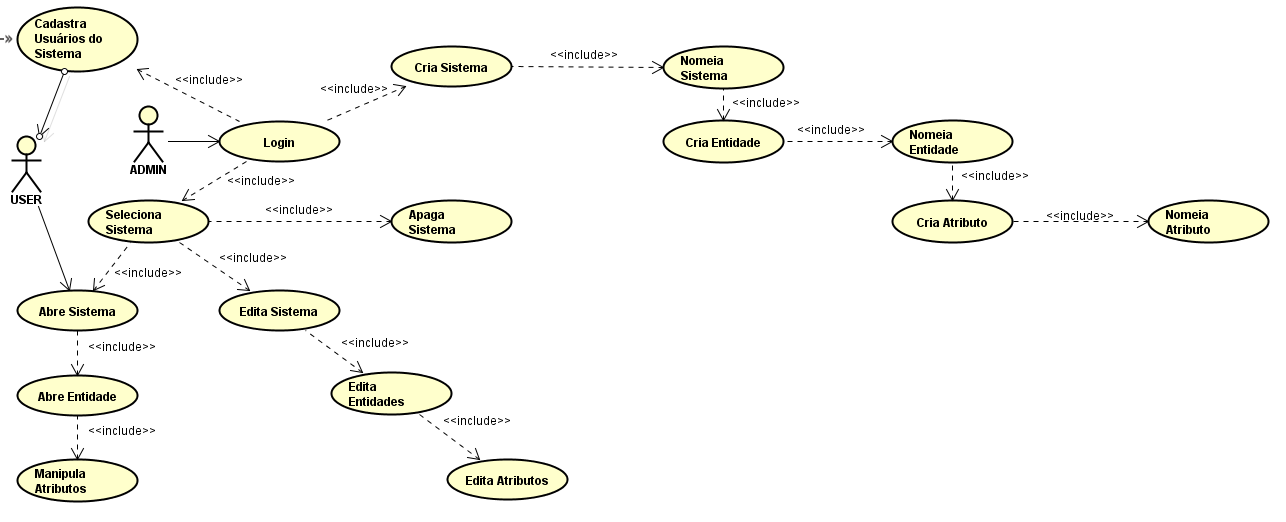 Cadastra
Usuários do
Sistema
<<include>>
<<include>>
Cria Sistema
<<include>>
Nomeia
Sistema
<<include>>
ADMIN
Login
Cria Entidade
<<include>>
Nomeia
Entidade
<<include>>
USER
<<include>>
Seleciona
Sistema
<<include>>
Apaga
Sistema
Cria Atributo
<<include>>
Nomeia
Atributo
<<include>>
<<include>>
Abre Sistema
Edita Sistema
<<include>>
<<include>>
Abre Entidade
Edita
Entidades
<<include>>
<<include>>
Manipula
Atributos
Edita Atributos